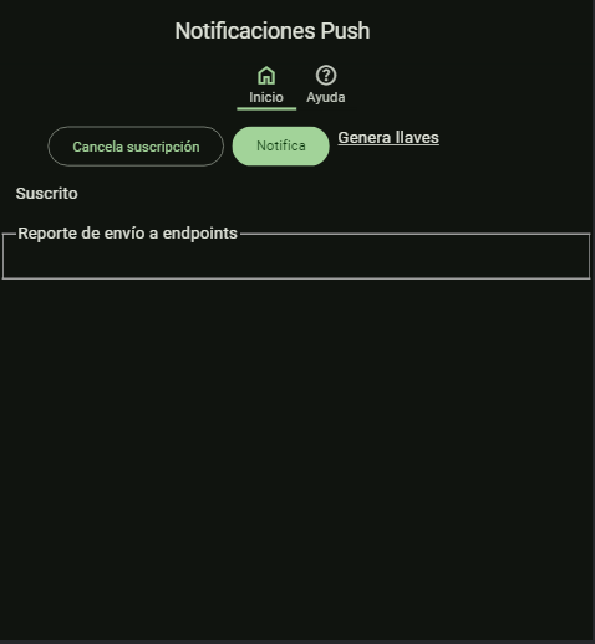 Notificaciones Push
Inicio Ayuda
Cancela suscripción Notifica Genera llaves
Suscrito
Reporte de envío a endpoints